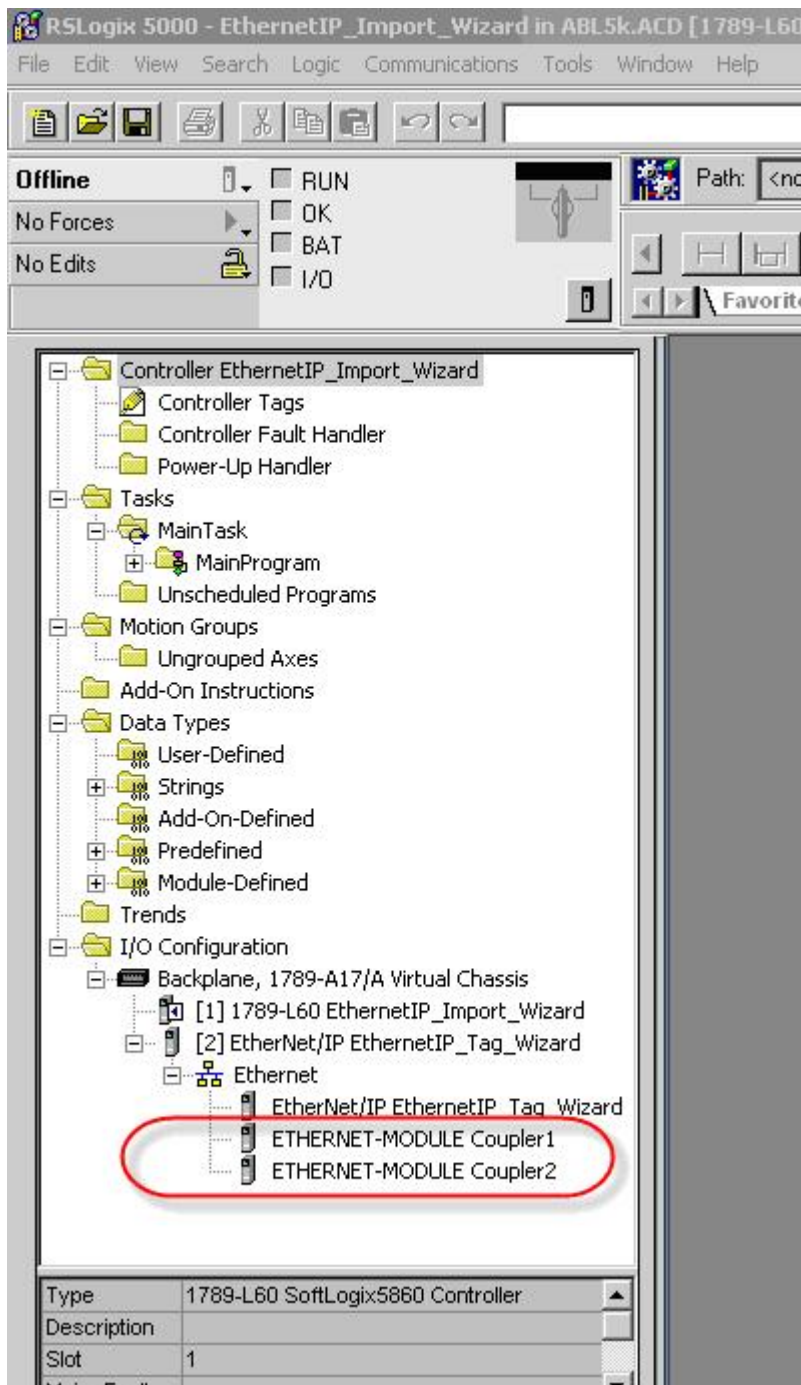 RSLogix 5000 - EthernetIP_Import_Wizard in ABL5k.ACD [1789-L60
File Edit View Search Logic Communications Tools Window Help
Offline
RUN
No Forces
OK
BAT
No Edits
I/O
Path: <no
Favorite
Controller EthernetIP_Import_Wizard
Controller Tags
Controller Fault Handler
Power-Up Handler
Tasks
MainTask
MainProgram
Unscheduled Programs
Motion Groups
Ungrouped Axes
Add-On Instructions
Data Types
User-Defined
Strings
Add-On-Defined
Predefined
Module-Defined
Trends
I/O Configuration
Backplane, 1789-A17/A Virtual Chassis
[1] 1789-L60 EthernetIP_Import_Wizard
[2] EtherNet/IP EthernetIP_Tag_Wizard
Ethernet
EtherNet/IP EthernetIP_Tag_Wizard
ETHERNET-MODULE Coupler1
ETHERNET-MODULE Coupler2
Type 1789-L60 SoftLogix5860 Controller
Description
Slot 1